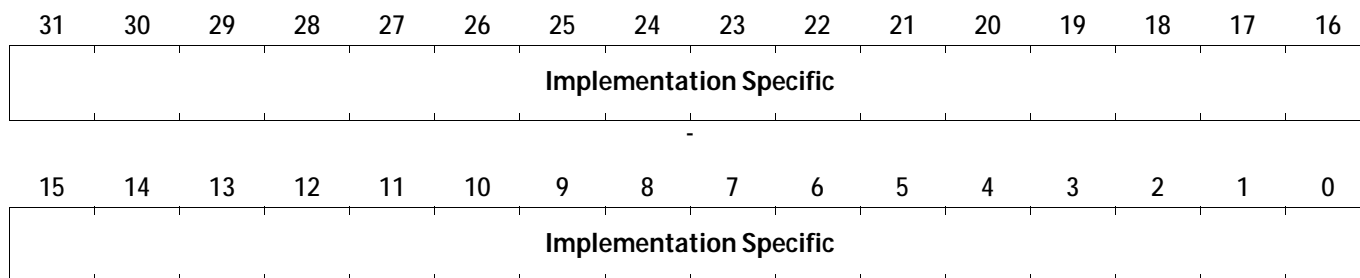 31 30 29 28 27 26 25 24 23 22 21 20 19 18 17 16
Implementation Specific
-
15 14 13 12 11 10 9 8 7 6 5 4 3 2 1 0
Implementation Specific